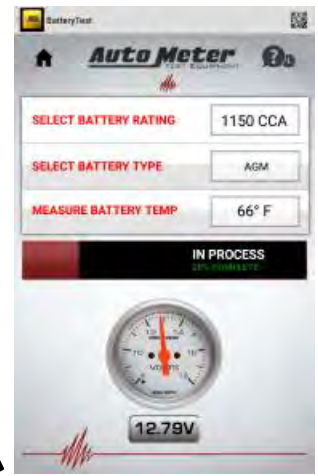 BatteryTest
Auto Meter
TEST EQUIPMENT
SELECT BATTERY RATING
1150 CCA
SELECT BATTERY TYPE
AGM
MEASURE BATTERY TEMP
66° F
IN PROCESS
VOLTS
12.79V